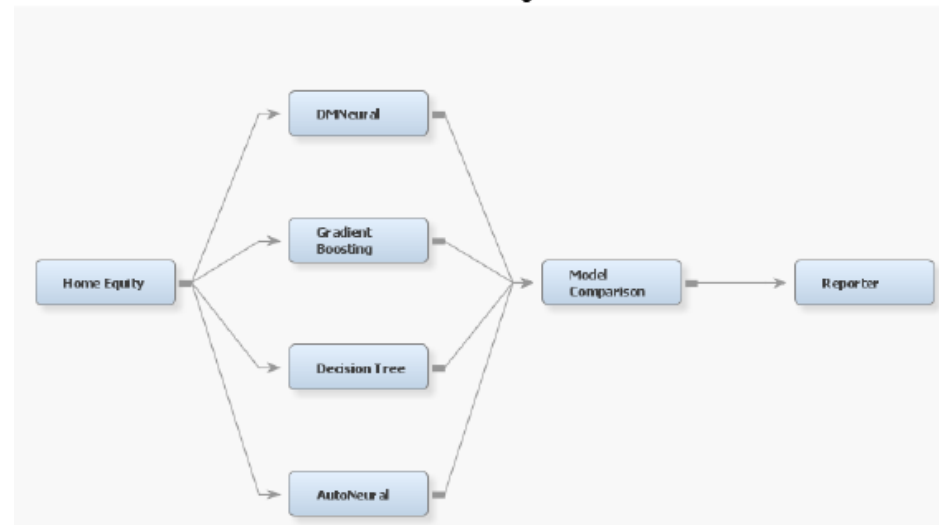 DMNeural
Gradient
Boosting
Home Equity
Model
Comparison
Reporter
Decision Tree
AutoNeural